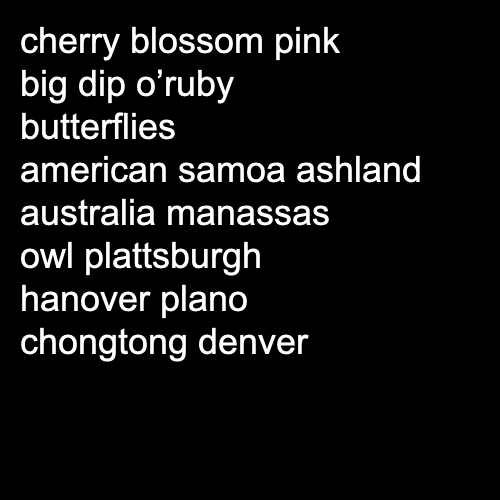 cherry blossom pink
big dip o’ruby
butterflies
american samoa ashland
australia manassas
owl plattsburgh
hanover plano
chongtong denver